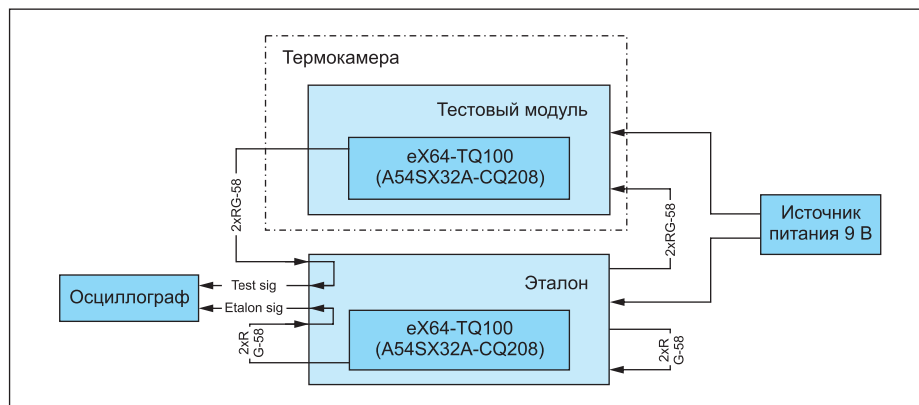 Термокамера
Тестовый модуль
eX64-TQ100
(A54SX32A-CQ208)
2xRG-58
2xRG-58
Источник
питания 9 В
Эталон
Осциллограф
Test sig
Etalon sig
eX64-TQ100
(A54SX32A-CQ208)
2xR
G-58
2xR
G-58